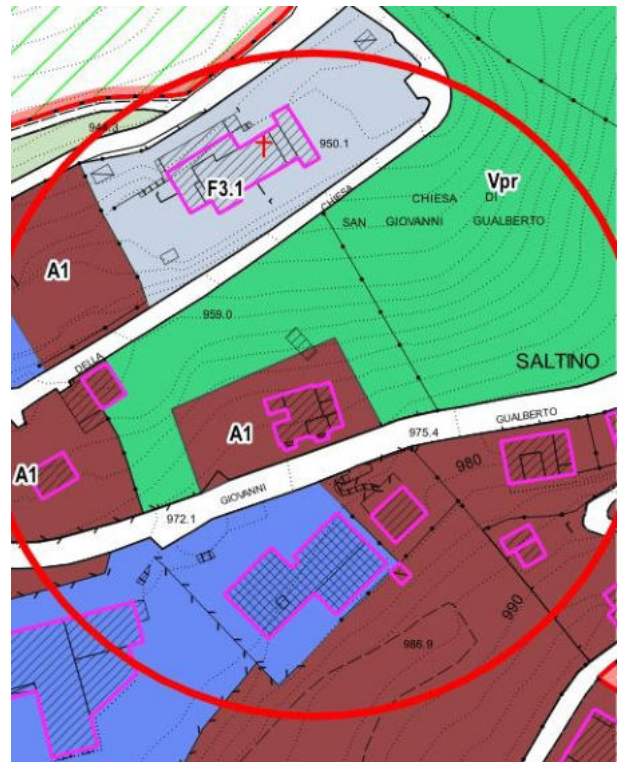 946.3
950.1
F3.1
CHIESA
Vpr
CHIESA DI
SAN GIOVANNI GUALBERTO
A1
959.0
DELLA
SALTINO
GUALBERTO
A1
975.4
980
A1
GIOVANNI
972.1
990
986.9